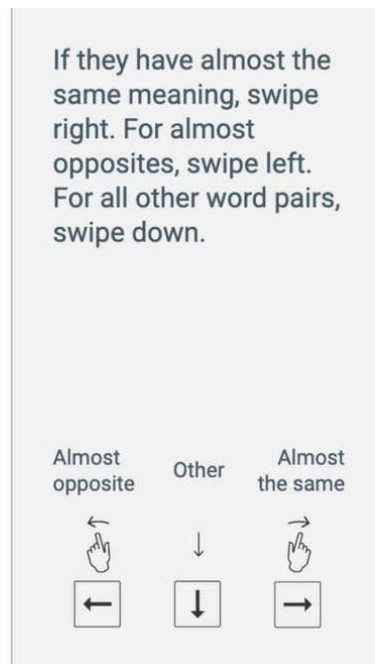 If they have almost the
same meaning, swipe
right. For almost
opposites, swipe left.
For all other word pairs,
swipe down.
Almost
opposite
Other
Almost
the same